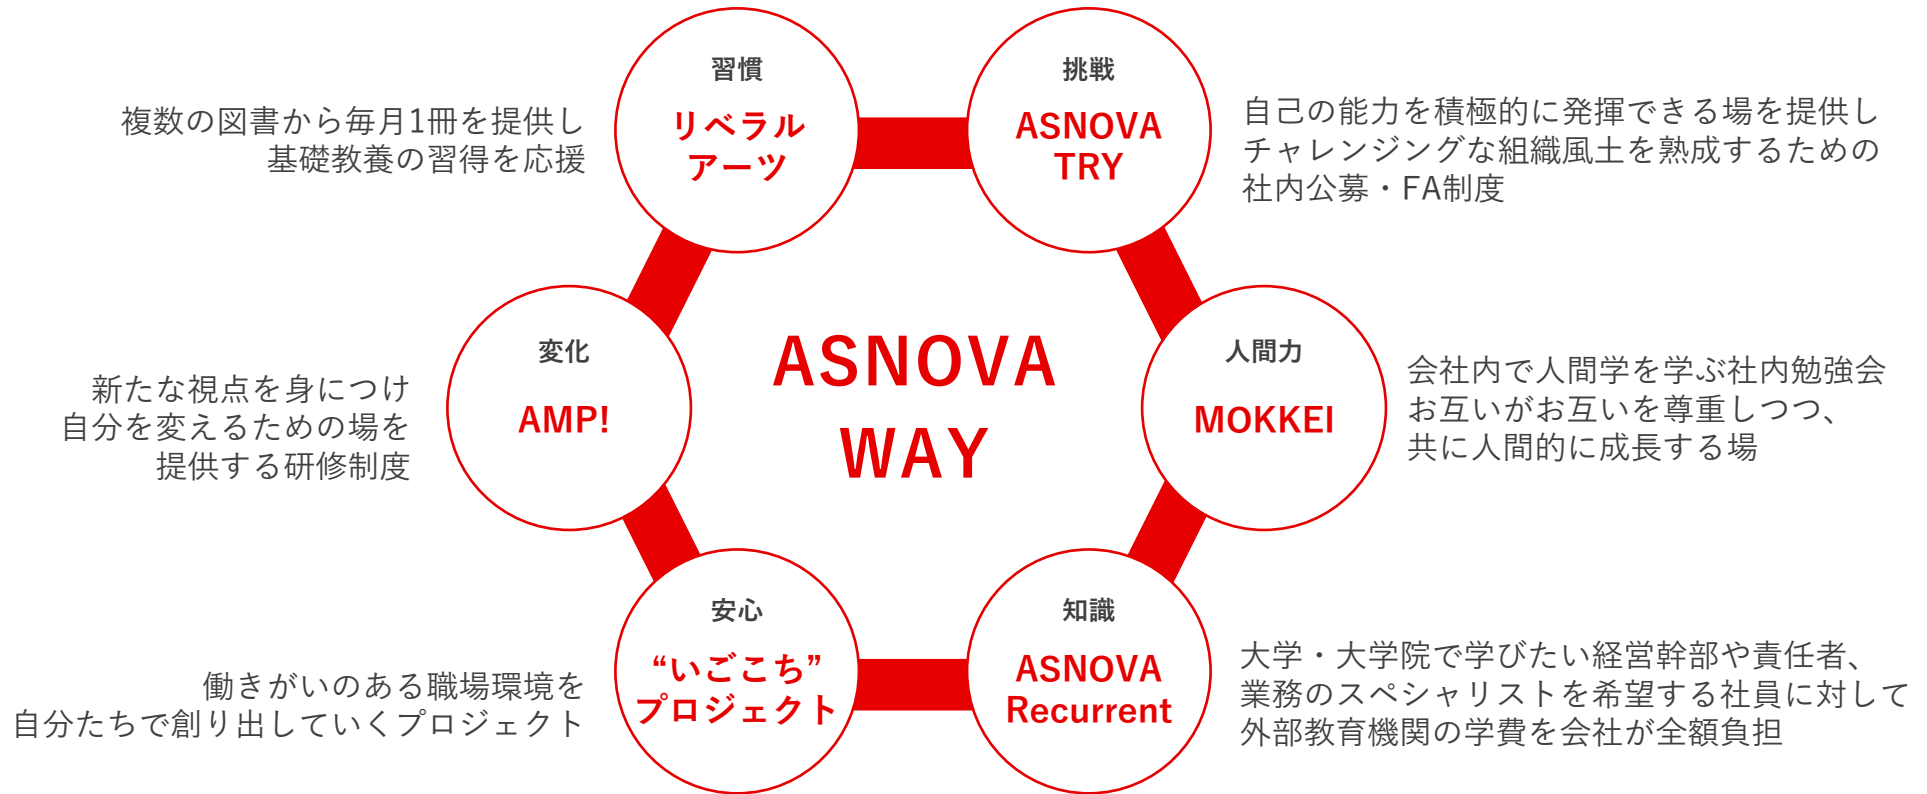 習慣
リベラル
アーツ
複数の図書から毎月1冊を提供し
基礎教養の習得を応援
挑戦
ASNOVA
TRY
自己の能力を積極的に発揮できる場を提供し
チャレンジングな組織風土を熟成するための
社内公募・FA制度
変化
AMP!
新たな視点を身につけ
自分を変えるための場を
提供する研修制度
ASNOVA
WAY
人間力
MOKKEI
会社内で人間学を学ぶ社内勉強会
お互いがお互いを尊重しつつ、
共に人間的に成長する場
安心
“いごこち”
プロジェクト
働きがいのある職場環境を
自分たちで創り出していくプロジェクト
知識
ASNOVA
Recurrent
大学・大学院で学びたい経営幹部や責任者、
業務のスペシャリストを希望する社員に対して
外部教育機関の学費を会社が全額負担